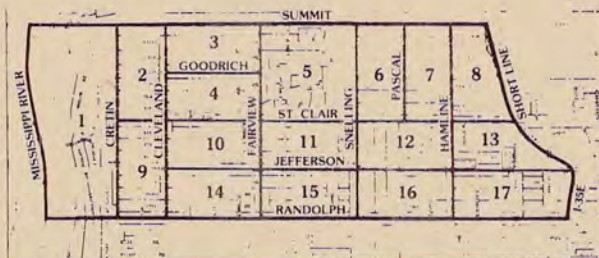 SUMMIT
3
GOODRICH
2
5
6
7
8
PASCAL
SHORT LINE
MISSISSIPPI RIVER
1
CRETIN
CLEVELAND
4
ST. CLAIR
FAIRVIEW
SNELLING
HAMLINE
10
11
12
13
JEFFERSON
9
14
15
16
17
RANDOLPH
I-35E